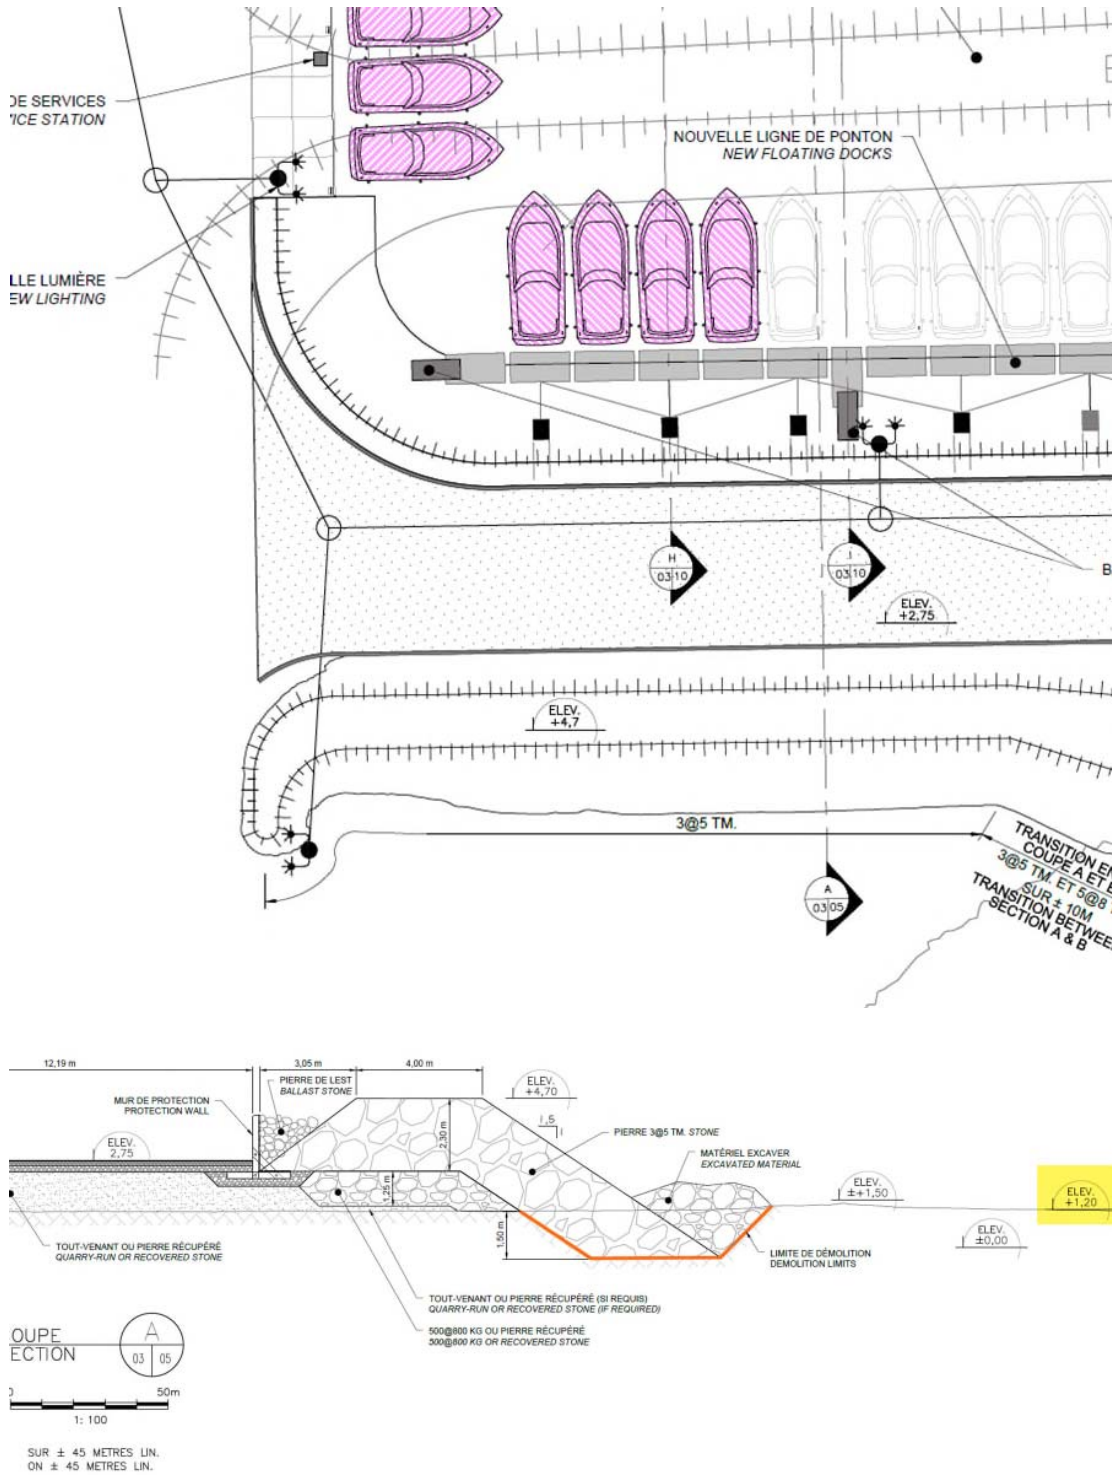 DE SERVICES
VICE STATION
NOUVELLE LIGNE DE PONTON
NEW FLOATING DOCKS
LLE LUMIÈRE
EW LIGHTING
H
03 10
03 10
B
ELEV.
+2,75
ELEV.
+4,7
3@5 TM.
A
03 05
TRANSITION EN
COUPE A ET B
3@5 TM. ET 5@8 T
SUR ± 10M
TRANSITION BETWEE
SECTION A & B
12,19 m
3,05 m
4,00 m
PIERRE DE LEST
BALLAST STONE
ELEV.
+4,70
MUR DE PROTECTION
PROTECTION WALL
1,5
1
2,30 m
PIERRE 3@5 TM. STONE
ELEV.
2,75
MATÉRIEL EXCAVER
EXCAVATED MATERIAL
1,25 m
ELEV.
±+1,50
ELEV.
+1,20
1,50 m
ELEV.
±0,00
TOUT-VENANT OU PIERRE RÉCUPÉRÉ
QUARRY-RUN OR RECOVERED STONE
LIMITE DE DÉMOLITION
DEMOLITION LIMITS
TOUT-VENANT OU PIERRE RÉCUPÉRÉ (SI REQUIS)
QUARRY-RUN OR RECOVERED STONE (IF REQUIRED)
500@800 KG OU PIERRE RÉCUPÉRÉ
500@800 KG OR RECOVERED STONE
OUPE
ECTION
A
03 05
0
50m
1: 100
SUR ± 45 METRES LIN.
ON ± 45 METRES LIN.